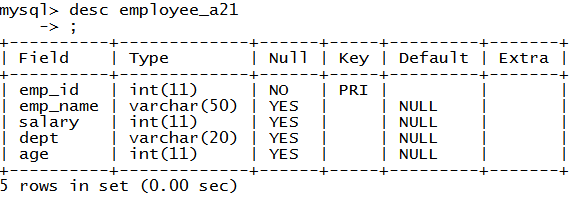 mysql> desc employee_a21
    -> ;
+----------+-------------+------+-----+---------+-------+
| Field    | Type        | Null | Key | Default | Extra |
+----------+-------------+------+-----+---------+-------+
| emp_id   | int(11)     | NO   | PRI |         |       |
| emp_name | varchar(50) | YES  |     | NULL    |       |
| salary   | int(11)     | YES  |     | NULL    |       |
| dept     | varchar(20) | YES  |     | NULL    |       |
| age      | int(11)     | YES  |     | NULL    |       |
+----------+-------------+------+-----+---------+-------+
5 rows in set (0.00 sec)